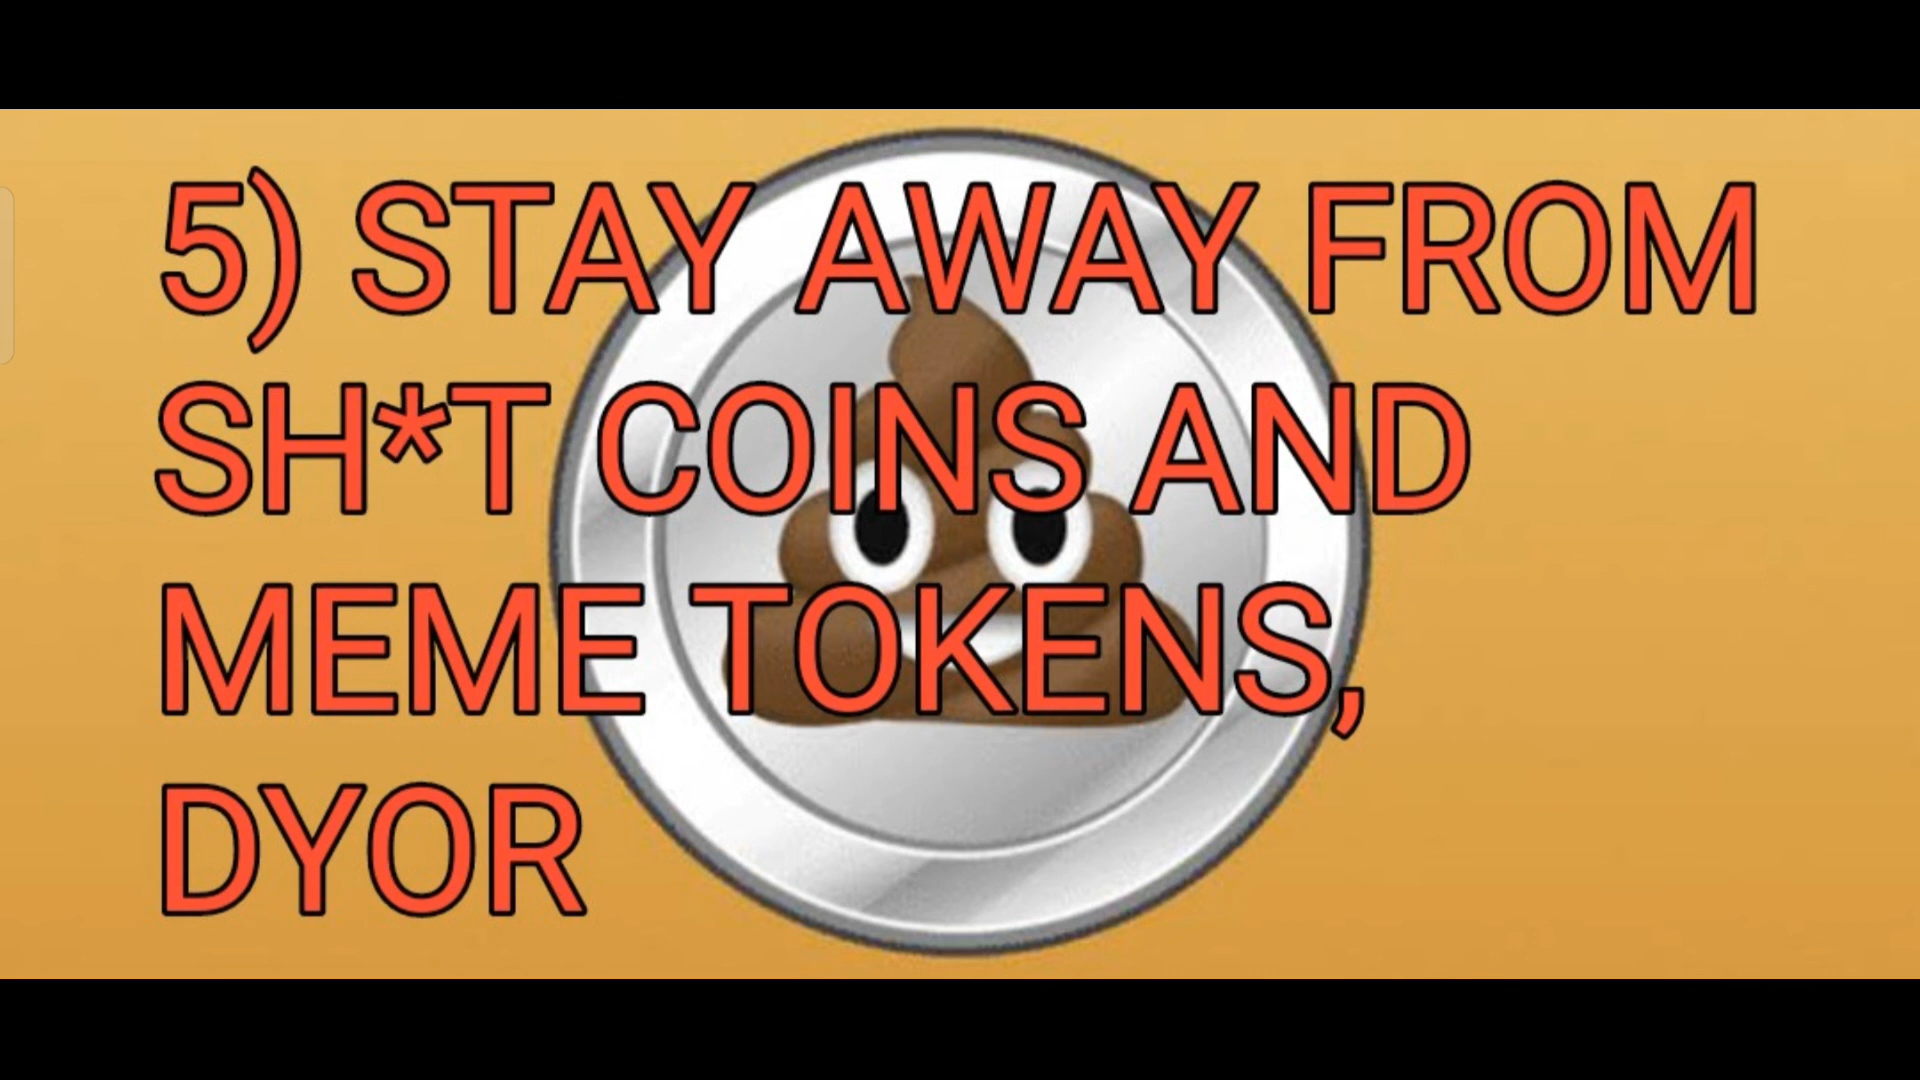 5) STAY AWAY FROM
SH*T COINS AND
MEME TOKENS,
DYOR